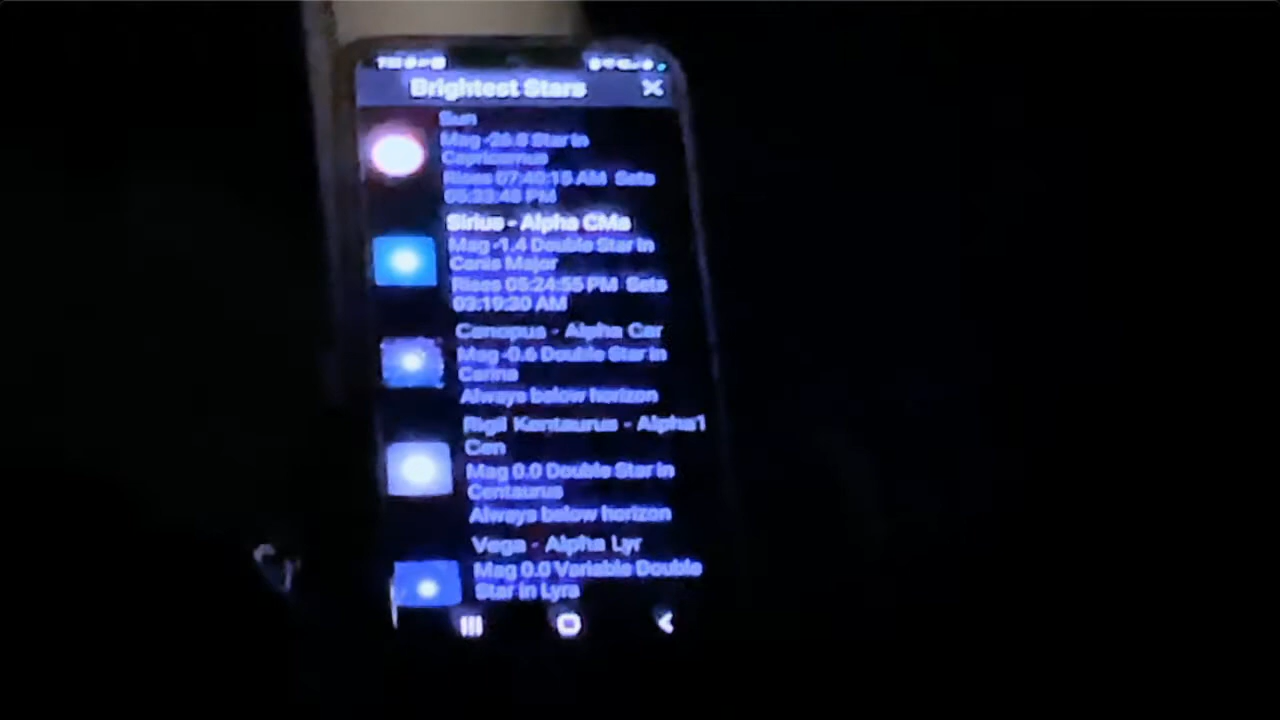 Brightest Stars
Sun
Mag -26.8 Star in
Capricornus
Rises 07:40:15 AM Sets
05:23:48 PM
Sirius - Alpha CMa
Mag -1.4 Double Star in
Canis Major
Rises 05:24:55 PM Sets
03:19:20 AM
Canopus - Alpha Car
Mag -0.6 Double Star in
Carina
Always below horizon
Rigil Kentaurus - Alpha1
Cen
Mag 0.0 Double Star in
Centaurus
Always below horizon
Vega - Alpha Lyr
Mag 0.0 Variable Double
Star in Lyra